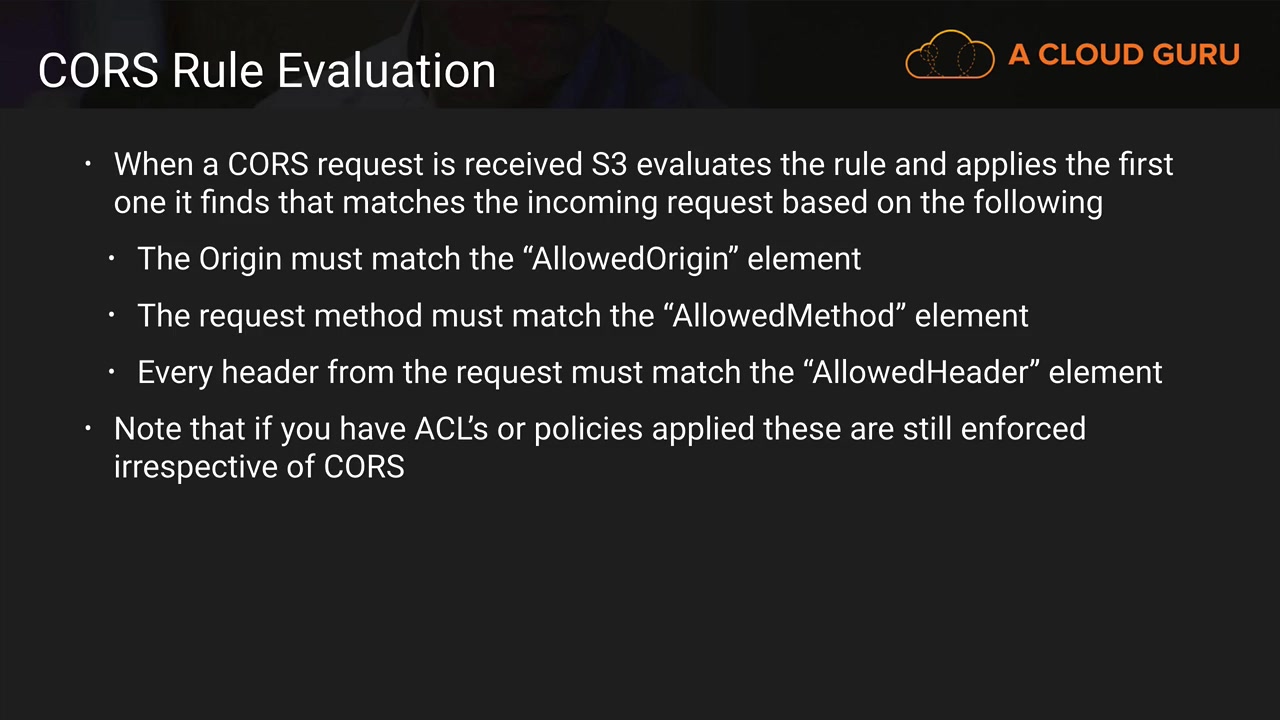 CORS Rule Evaluation
A CLOUD GURU
• When a CORS request is received S3 evaluates the rule and applies the first
one it finds that matches the incoming request based on the following
• The Origin must match the “AllowedOrigin” element
• The request method must match the “AllowedMethod” element
• Every header from the request must match the “AllowedHeader” element
• Note that if you have ACL’s or policies applied these are still enforced
irrespective of CORS